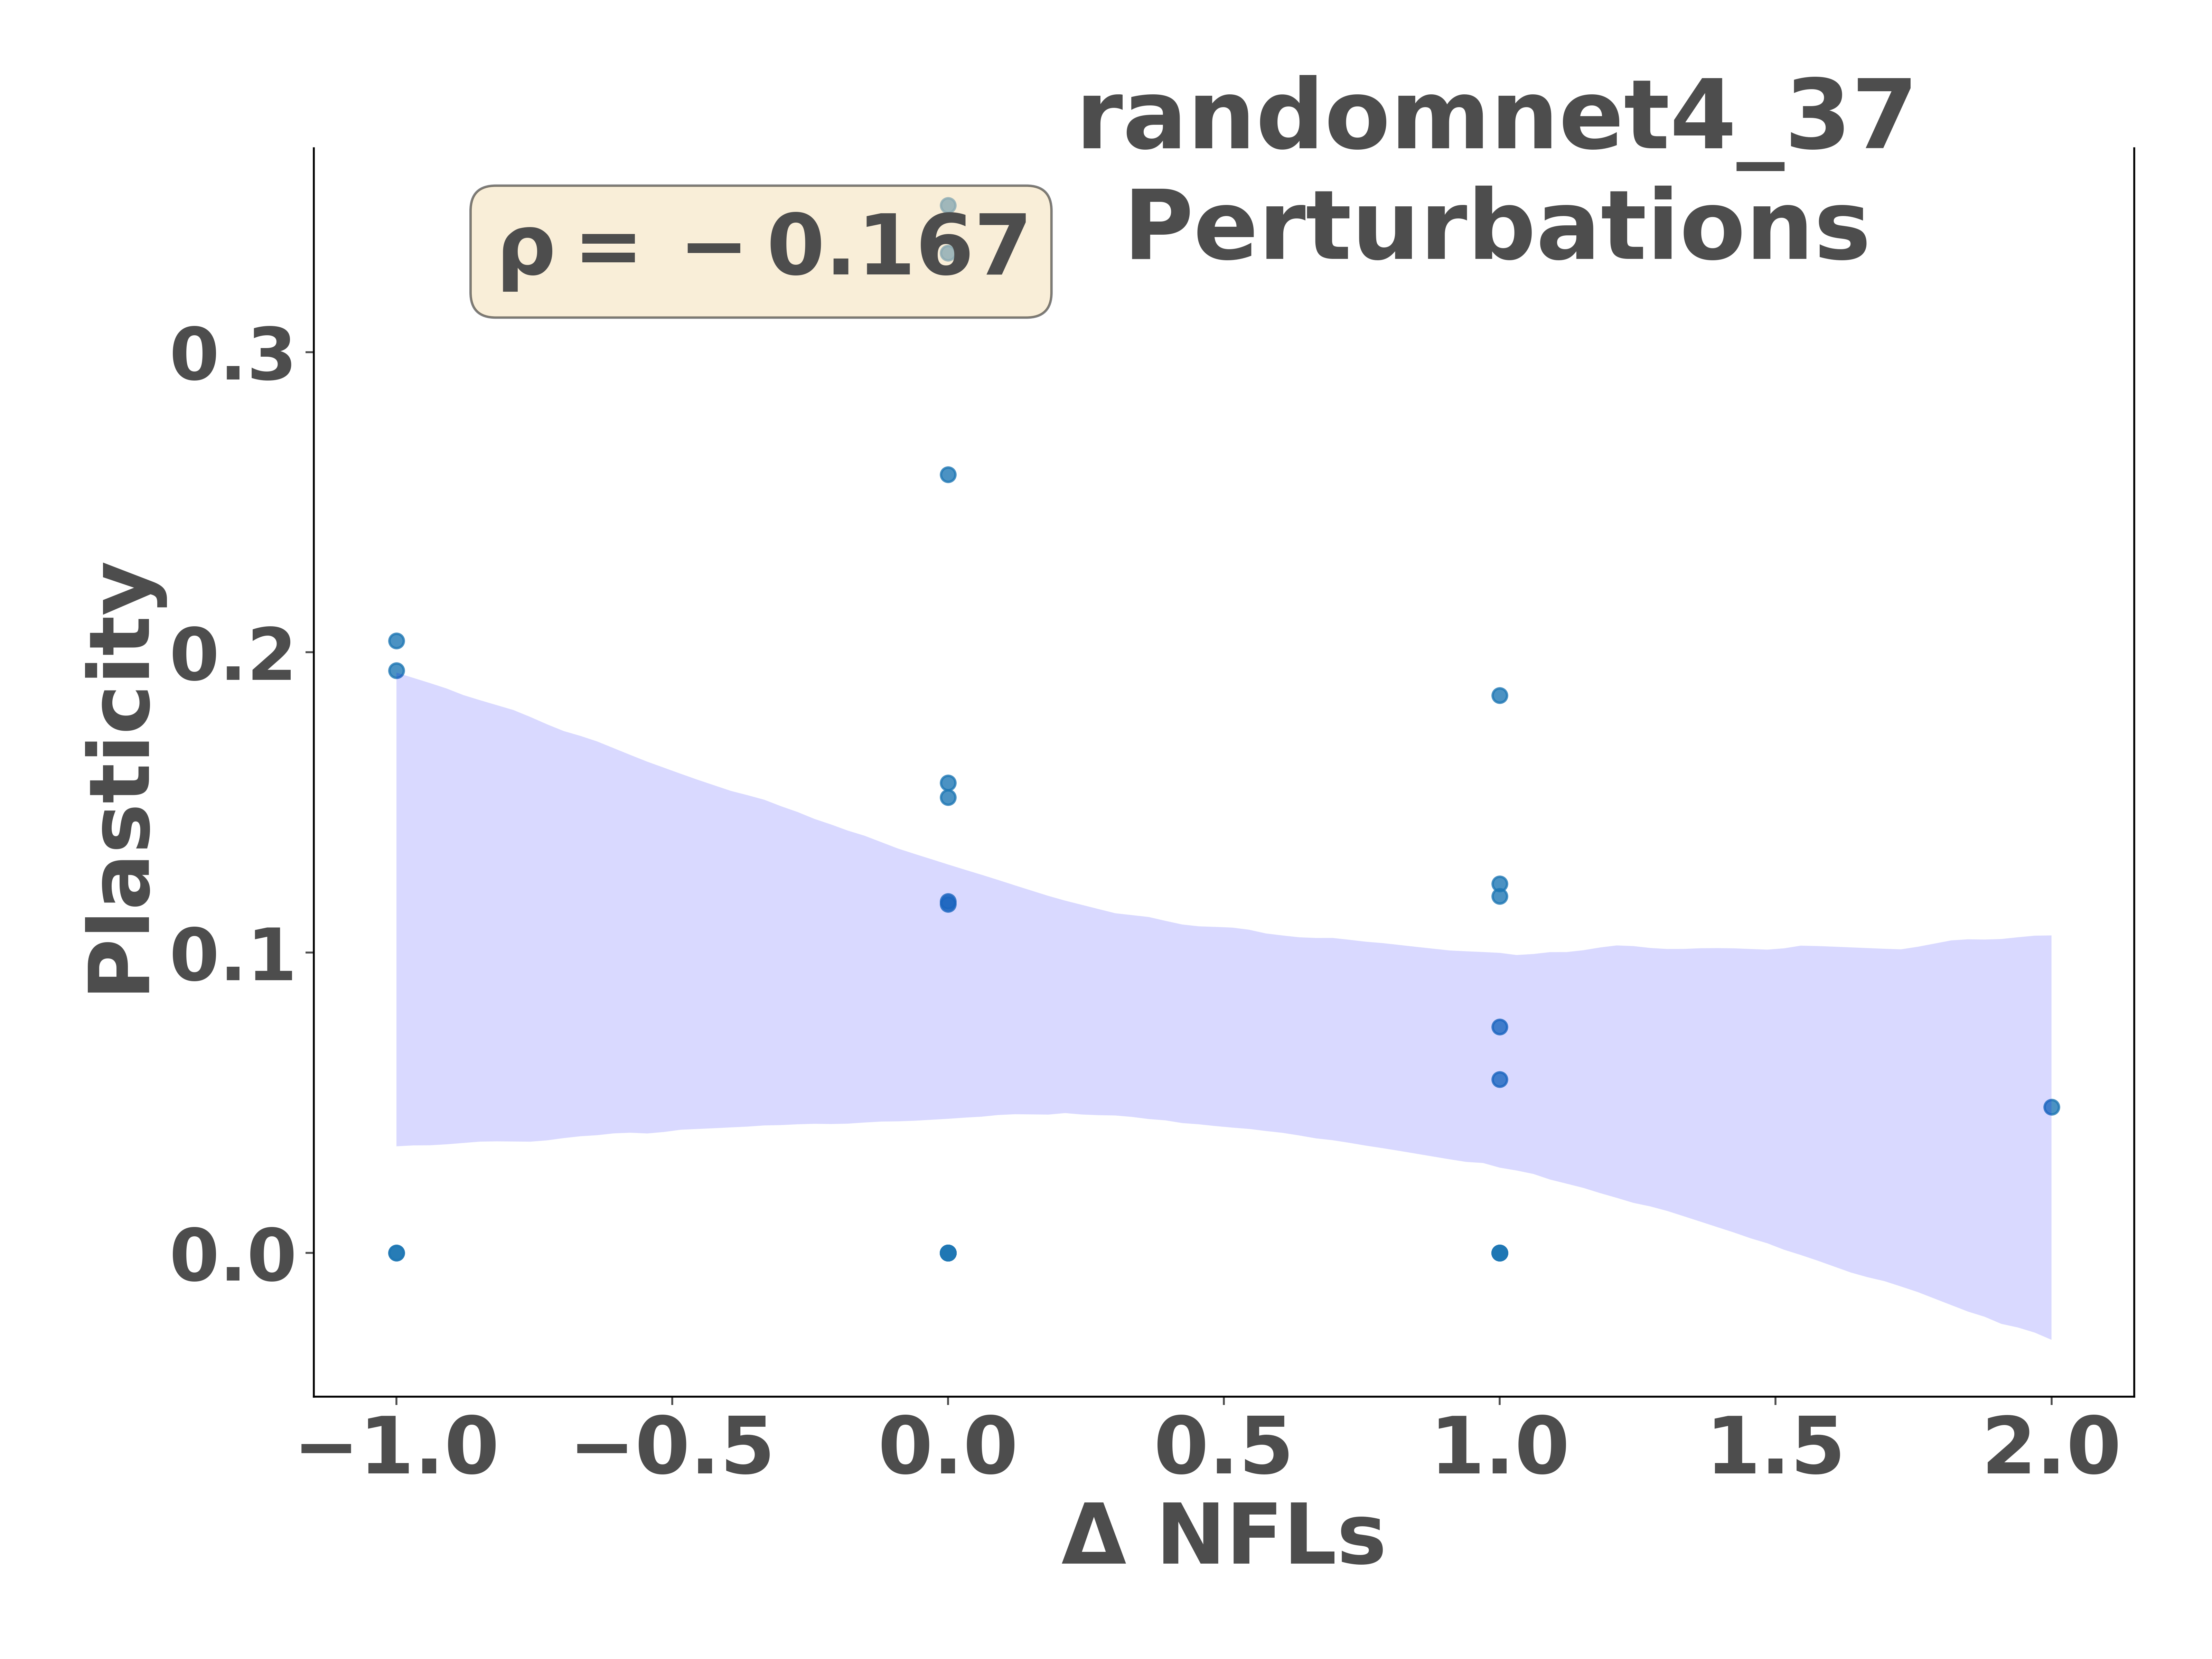 randomnet4_37
Perturbations
ρ = − 0.167
Plasticity
0.3
0.2
0.1
0.0
−1.0 −0.5 0.0 0.5 1.0 1.5 2.0
Δ NFLs